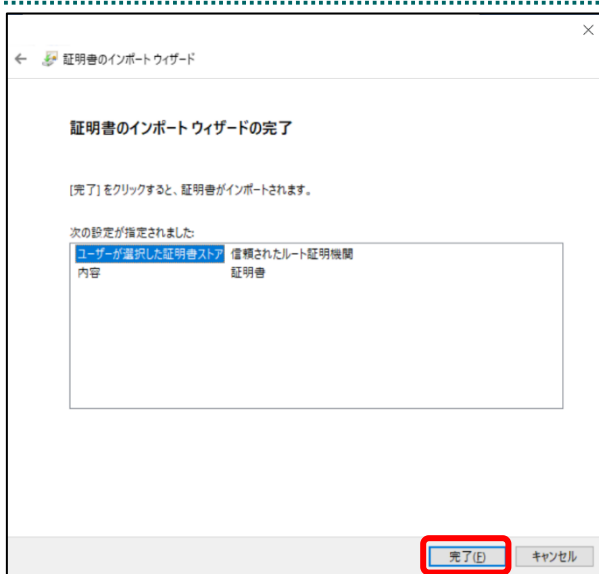 証明書のインポート ウィザード
証明書のインポート ウィザードの完了
[完了] をクリックすると、証明書がインポートされます。
次の設定が指定されました:
ユーザーが選択した証明書ストア 信頼されたルート証明機関
内容 証明書
完了(F) キャンセル